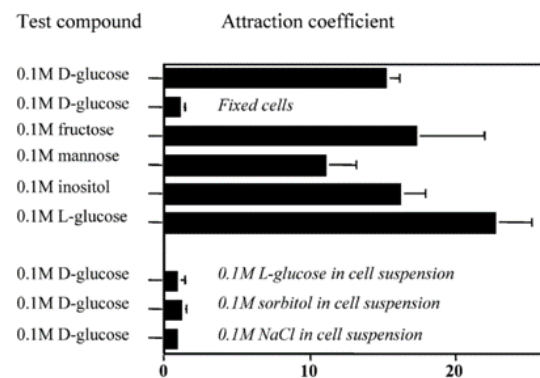 Test compound Attraction coefficient
0.1M D-glucose
0.1M D-glucose Fixed cells
0.1M fructose
0.1M mannose
0.1M inositol
0.1M L-glucose
0.1M D-glucose 0.1M L-glucose in cell suspension
0.1M D-glucose 0.1M sorbitol in cell suspension
0.1M D-glucose 0.1M NaCl in cell suspension
0 10 20